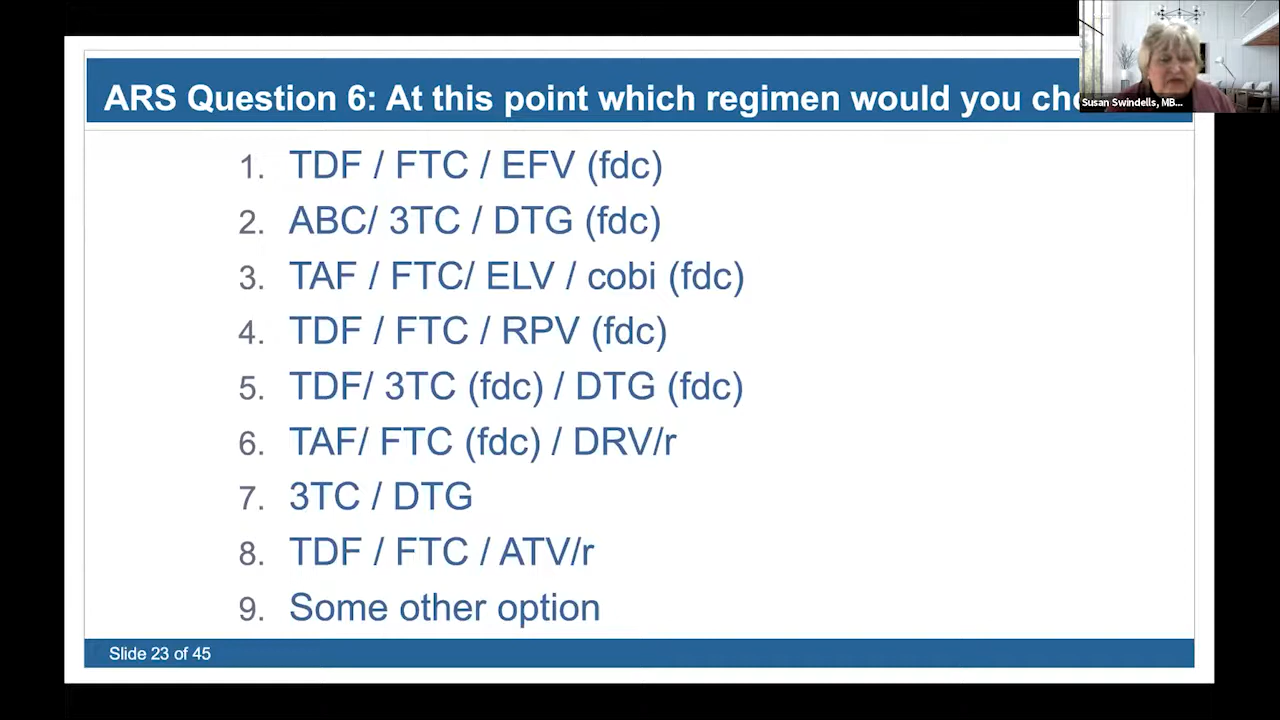 ARS Question 6: At this point which regimen would you
Susan Swindells, MB...
1. TDF / FTC / EFV (fdc)
2. ABC/ 3TC / DTG (fdc)
3. TAF / FTC/ ELV / cobi (fdc)
4. TDF / FTC / RPV (fdc)
5. TDF/ 3TC (fdc) / DTG (fdc)
6. TAF/ FTC (fdc) / DRV/r
7. 3TC / DTG
8. TDF / FTC / ATV/r
9. Some other option
Slide 23 of 45